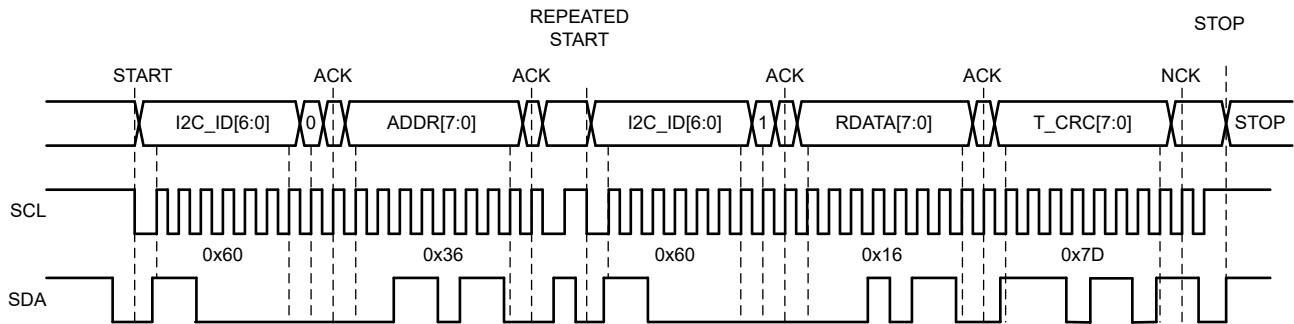 REPEATED
START
STOP
START
ACK
ACK
ACK
ACK
NCK
I2C_ID[6:0]
0
ADDR[7:0]
I2C_ID[6:0]
1
RDATA[7:0]
T_CRC[7:0]
STOP
SCL
0x60
0x36
0x60
0x16
0x7D
SDA